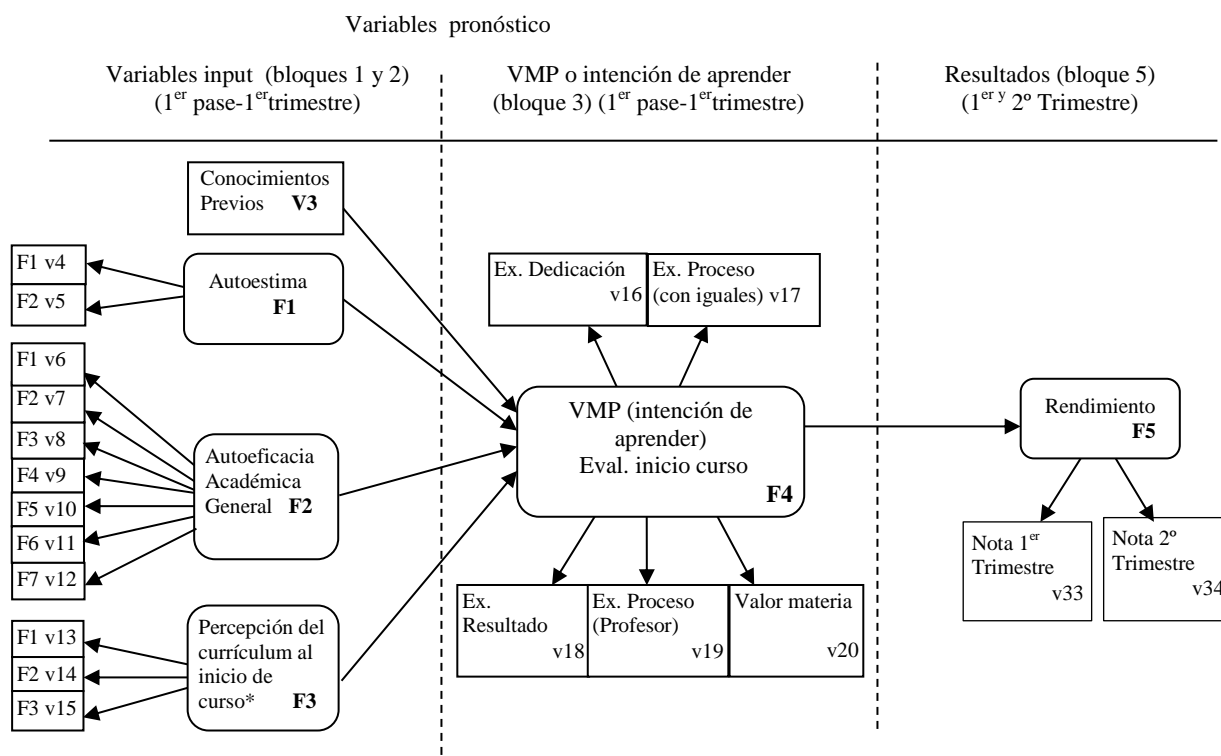 Variables pronóstico
Variables input (bloques 1 y 2)
(1er pase-1er trimestre)
VMP o intención de aprender
(bloque 3) (1er pase-1er trimestre)
Resultados (bloque 5)
(1er y 2º Trimestre)
Conocimientos
Previos V3
F1 v4
F2 v5
Autoestima
F1
F1 v6
F2 v7
F3 v8
F4 v9
F5 v10
F6 v11
F7 v12
Autoeficacia
Académica
General F2
F1 v13
F2 v14
F3 v15
Percepción del
currículum al
inicio de
curso* F3
Ex. Dedicación
v16
Ex. Proceso
(con iguales) v17
VMP (intención de
aprender)
Eval. inicio curso
F4
Ex.
Resultado
v18
Ex. Proceso
(Profesor)
v19
Valor materia
v20
Rendimiento
F5
Nota 1er
Trimestre
v33
Nota 2º
Trimestre
v34